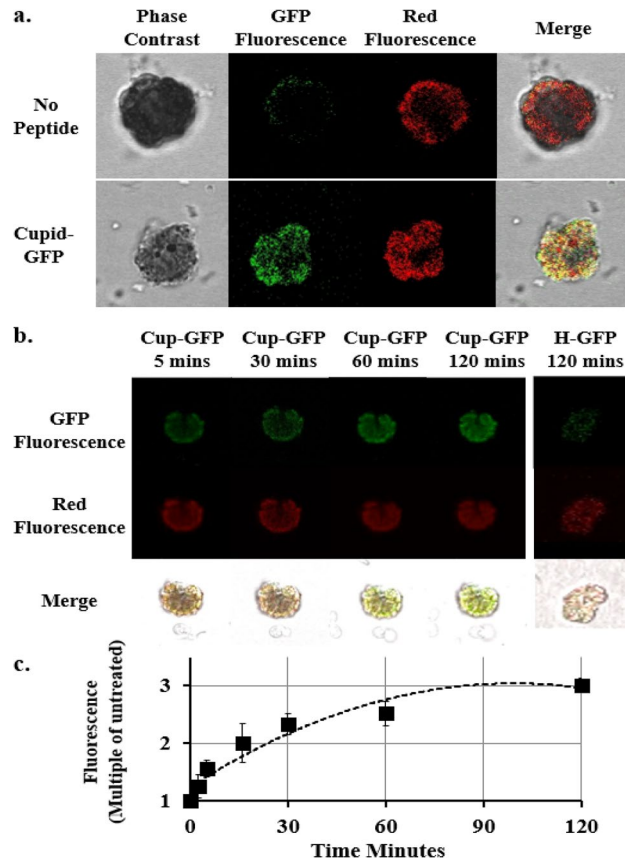 a.
Phase Contrast
GFP Fluorescence
Red Fluorescence
Merge
No Peptide
Cupid-GFP
b.
Cup-GFP 5 mins
Cup-GFP 30 mins
Cup-GFP 60 mins
Cup-GFP 120 mins
H-GFP 120 mins
GFP Fluorescence
Red Fluorescence
Merge
c.
Fluorescence
(Multiple of untreated)
3
2
1
0 30 60 90 120
Time Minutes